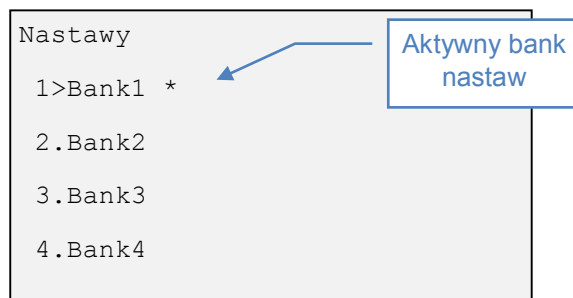 Nastawy
1>Bank1 *
2.Bank2
3.Bank3
4.Bank4
Aktywny bank
nastaw